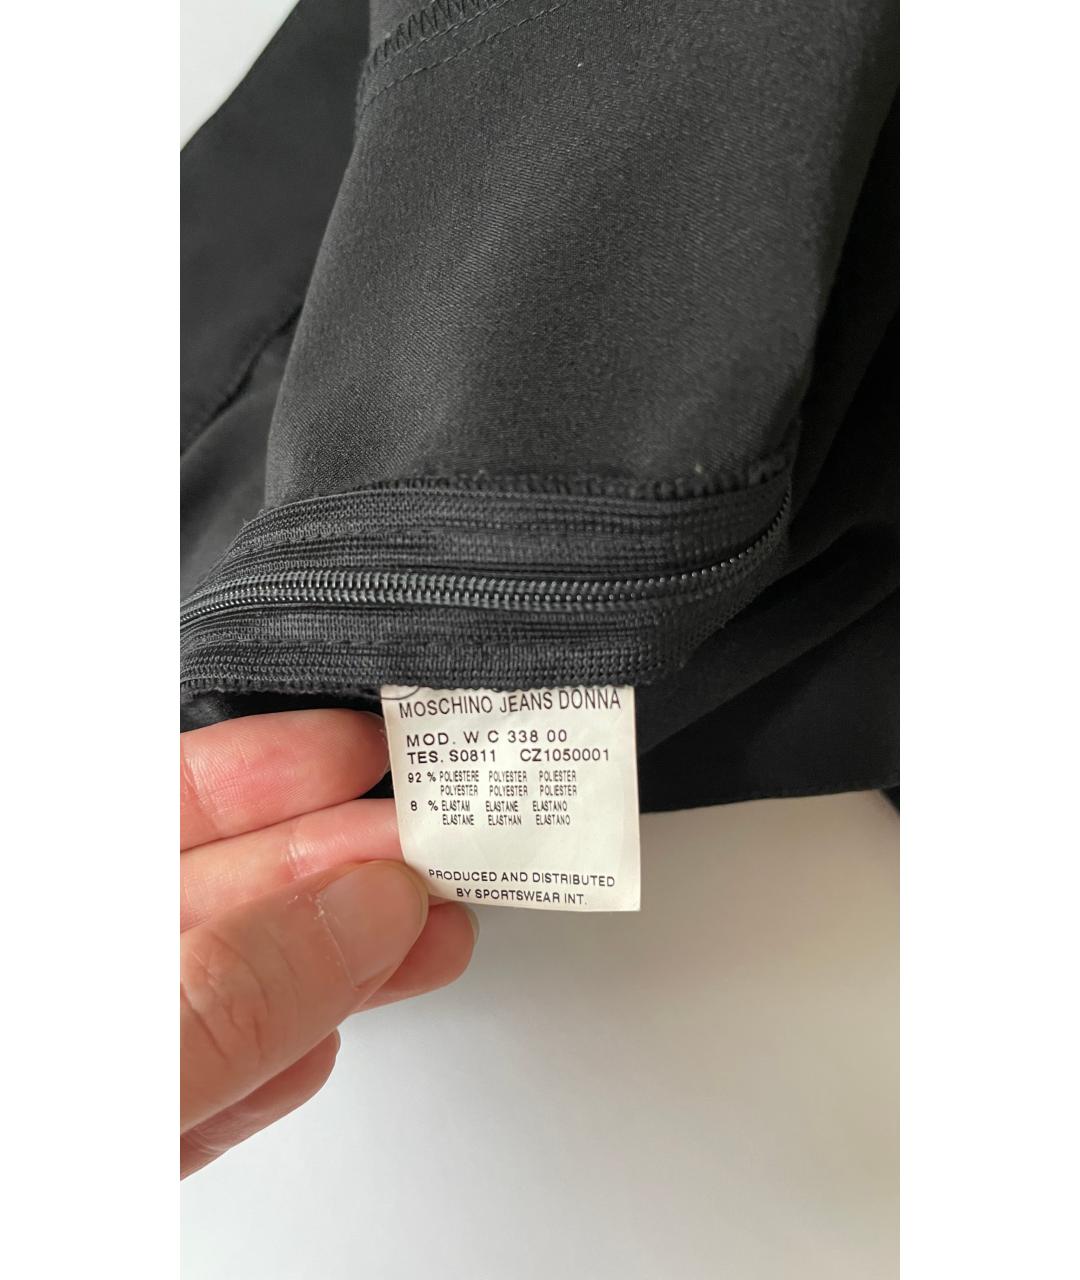 MOSCHINO JEANS DONNA
MOD. W C 338 00
TES. S0811 CZ1050001
92 % POLIESTERE POLYESTER POLIESTER
POLYESTER POLYESTER POLIESTER
8 % ELASTAM ELASTANE ELASTANO
ELASTANE ELASTHAN ELASTANO
PRODUCED AND DISTRIBUTED
BY SPORTSWEAR INT.